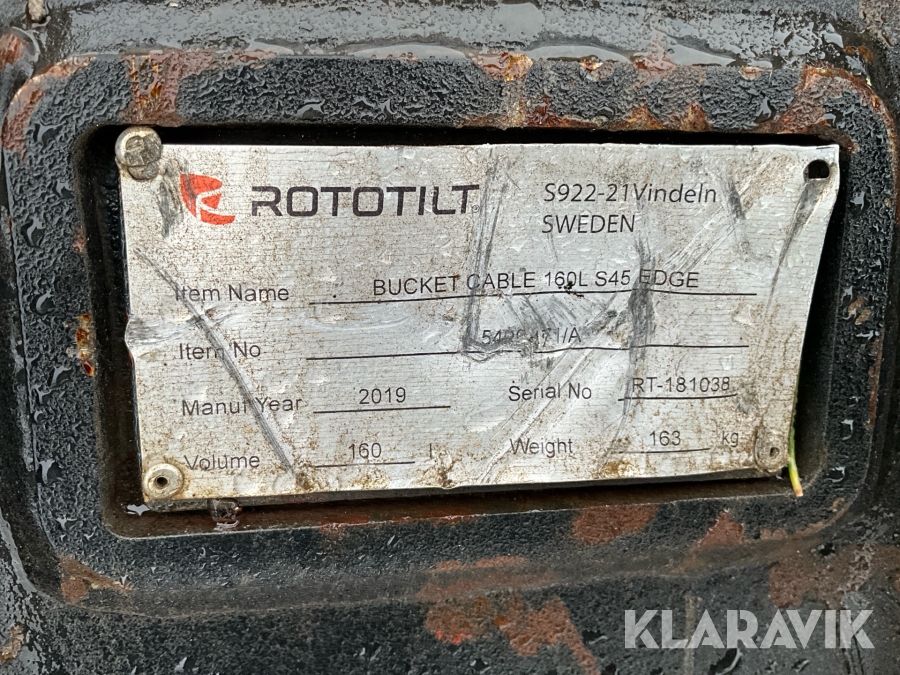 ROTOTILT
S922-21Vindeln
SWEDEN
Item Name BUCKET CABLE 160L S45 EDGE
Item No
Manuf Year 2019 Serial No RT-181038
Volume 160 l Weight 163 kg
KLARAVIK